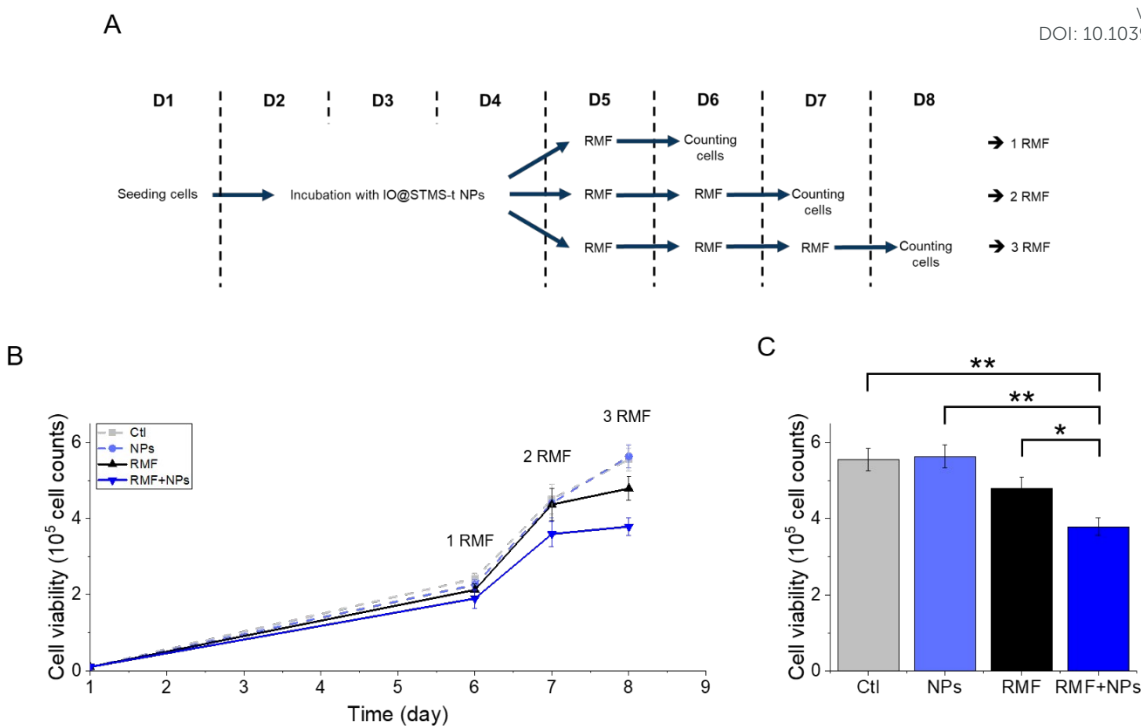 A
V
DOI: 10.1039
D1 D2 D3 D4 D5 D6 D7 D8
RMF Counting cells ➔ 1 RMF
Seeding cells Incubation with IO@STMS-t NPs RMF RMF Counting cells ➔ 2 RMF
RMF RMF RMF Counting cells ➔ 3 RMF
B
Cell viability (10⁵ cell counts)
6
4
2
0
Ctl
NPs
RMF
RMF+NPs
1 RMF
2 RMF
3 RMF
1 2 3 4 5 6 7 8 9
Time (day)
C
Cell viability (10⁵ cell counts)
6
4
2
0
**
**
*
Ctl NPs RMF RMF+NPs